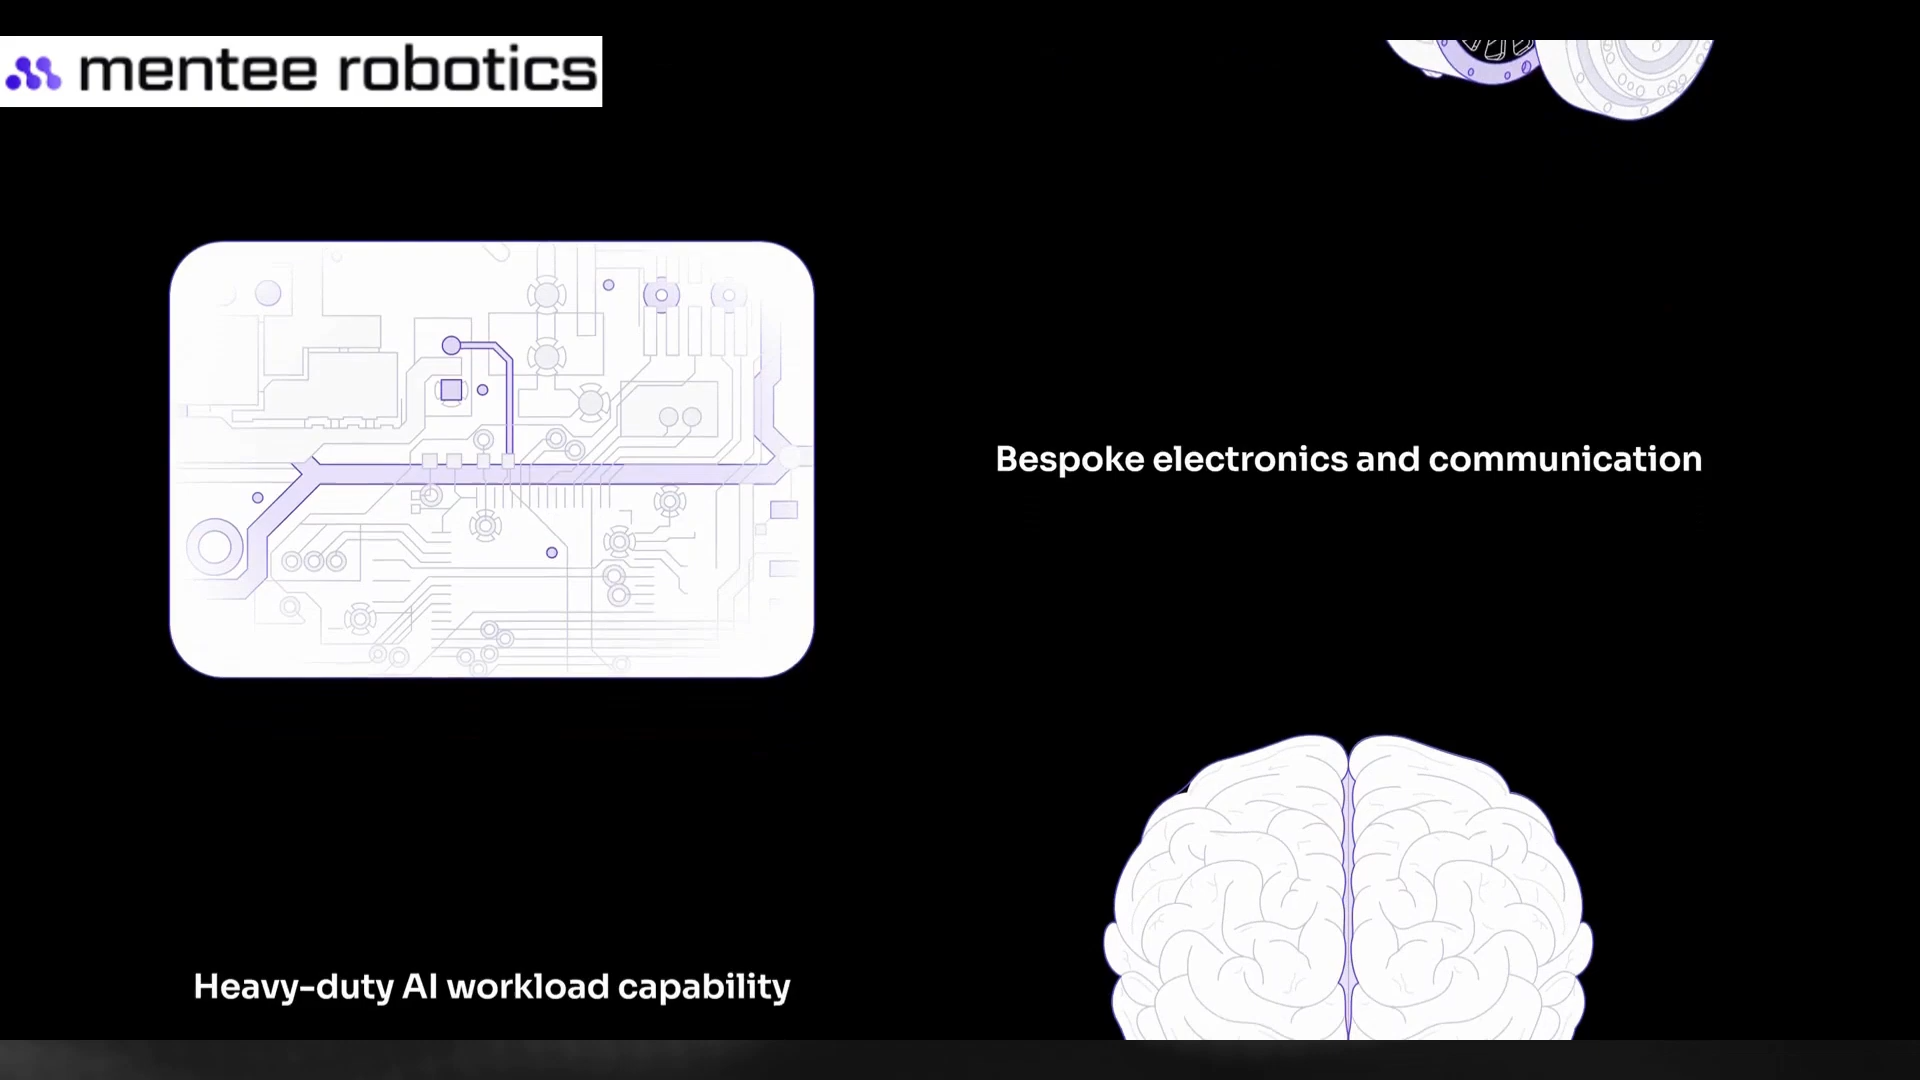 mentee robotics
Bespoke electronics and communication
Heavy-duty AI workload capability